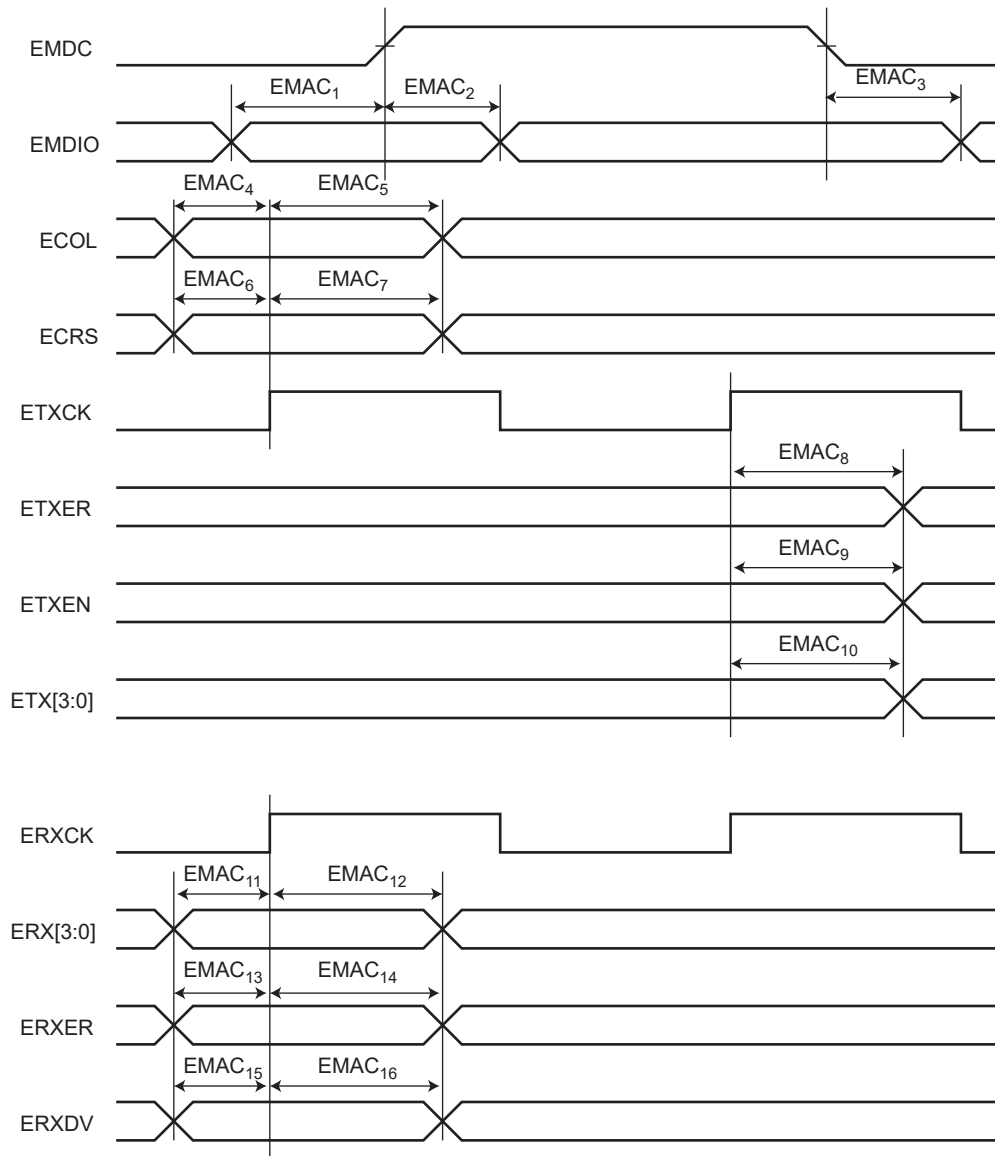 EMDC
EMAC1 EMAC2 EMAC3
EMDIO
EMAC4 EMAC5
ECOL
EMAC6 EMAC7
ECRS
ETXCK
EMAC8
ETXER
EMAC9
ETXEN
EMAC10
ETX[3:0]
ERXCK
EMAC11 EMAC12
ERX[3:0]
EMAC13 EMAC14
ERXER
EMAC15 EMAC16
ERXDV